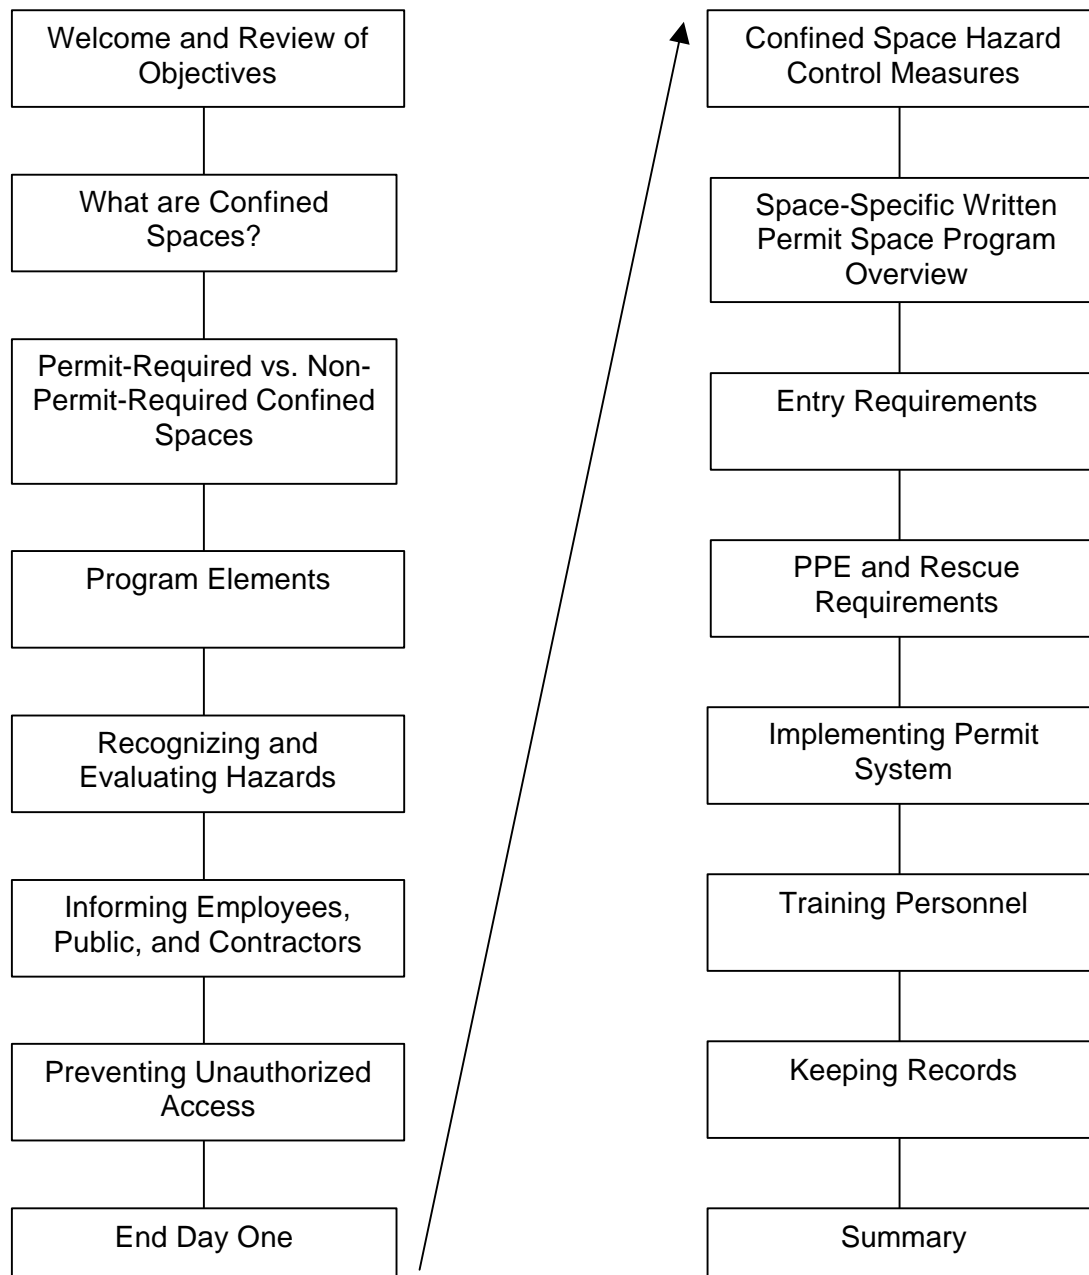 Welcome and Review of
Objectives
What are Confined
Spaces?
Permit-Required vs. Non-
Permit-Required Confined
Spaces
Program Elements
Recognizing and
Evaluating Hazards
Informing Employees,
Public, and Contractors
Preventing Unauthorized
Access
End Day One
Confined Space Hazard
Control Measures
Space-Specific Written
Permit Space Program
Overview
Entry Requirements
PPE and Rescue
Requirements
Implementing Permit
System
Training Personnel
Keeping Records
Summary